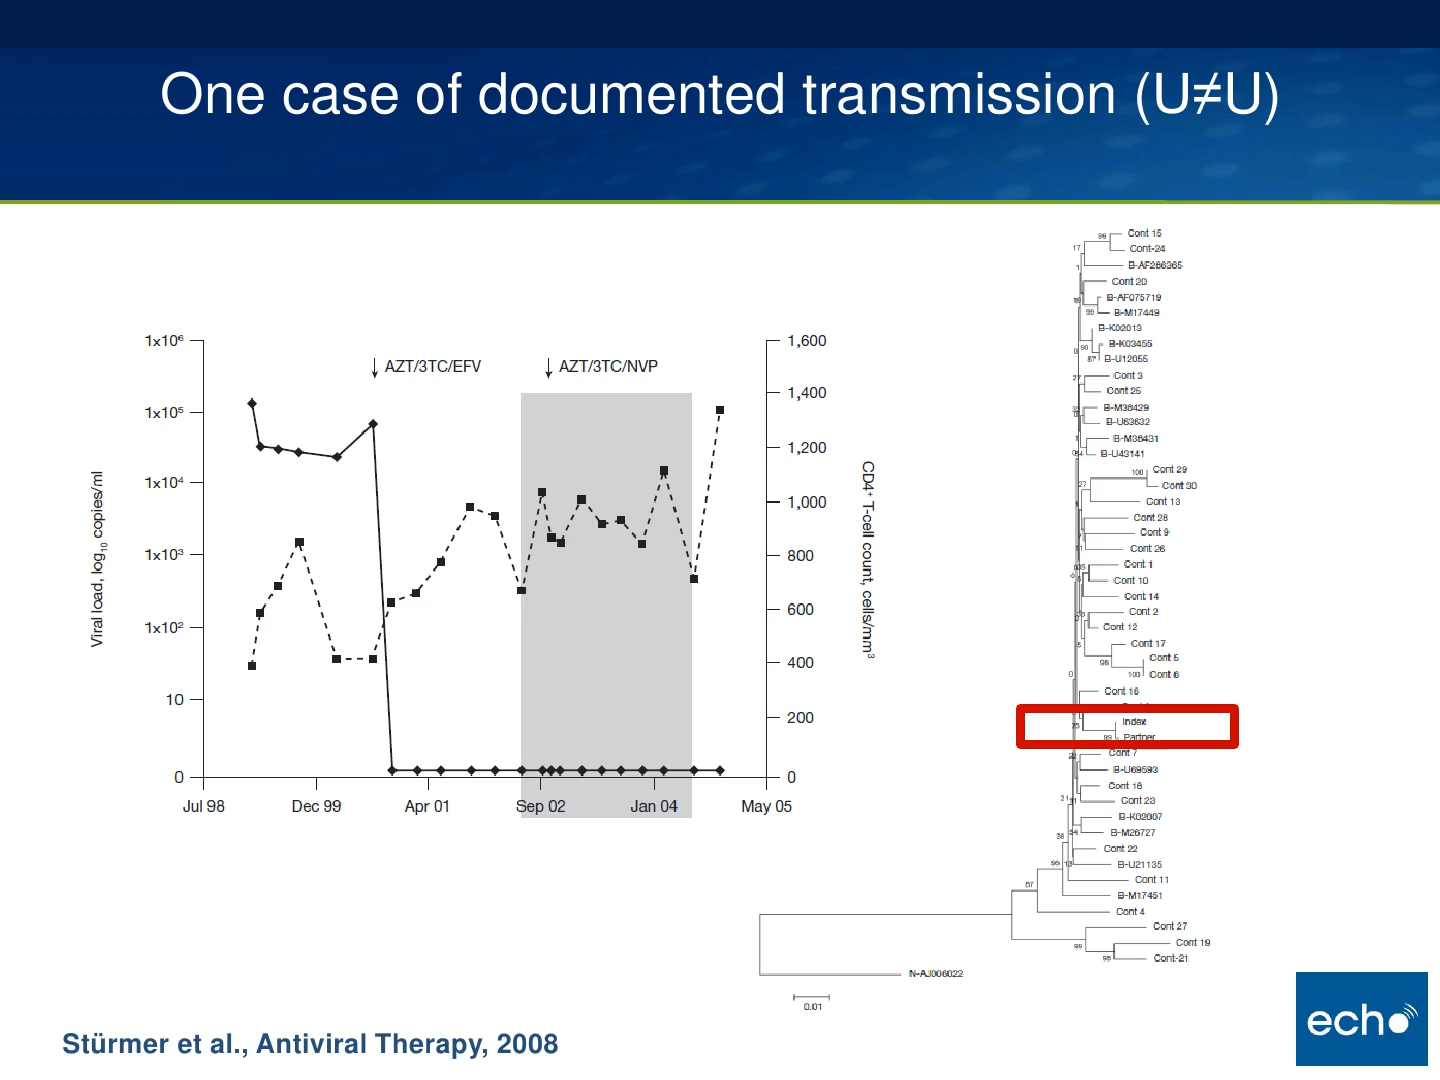 One case of documented transmission (U≠U)
1x10⁶
1x10⁵
1x10⁴
1x10³
1x10²
10
0
Viral load, log₁₀ copies/ml
AZT/3TC/EFV
AZT/3TC/NVP
1,600
1,400
1,200
1,000
800
600
400
200
0
CD4⁺ T-cell count, cells/mm³
Jul 98
Dec 99
Apr 01
Sep 02
Jan 04
May 05
Cont 15
Cont-24
B-AF286365
Cont 20
B-AF075719
B-M17449
B-K02013
B-K03455
B-U12055
Cont 3
Cont 25
B-M38429
B-U63632
B-M38431
B-U43141
Cont 29
Cont 30
Cont 13
Cont 28
Cont 9
Cont 26
Cont 1
Cont 10
Cont 14
Cont 2
Cont 12
Cont 17
Cont 5
Cont 6
Cont 16
Index
Partner
Cont 7
B-U69593
Cont 18
Cont 23
B-K02007
B-M26727
Cont 22
B-U21135
Cont 11
B-M17451
Cont 4
Cont 27
Cont 19
Cont-21
N-AJ006022
0.01
Stürmer et al., Antiviral Therapy, 2008
echo